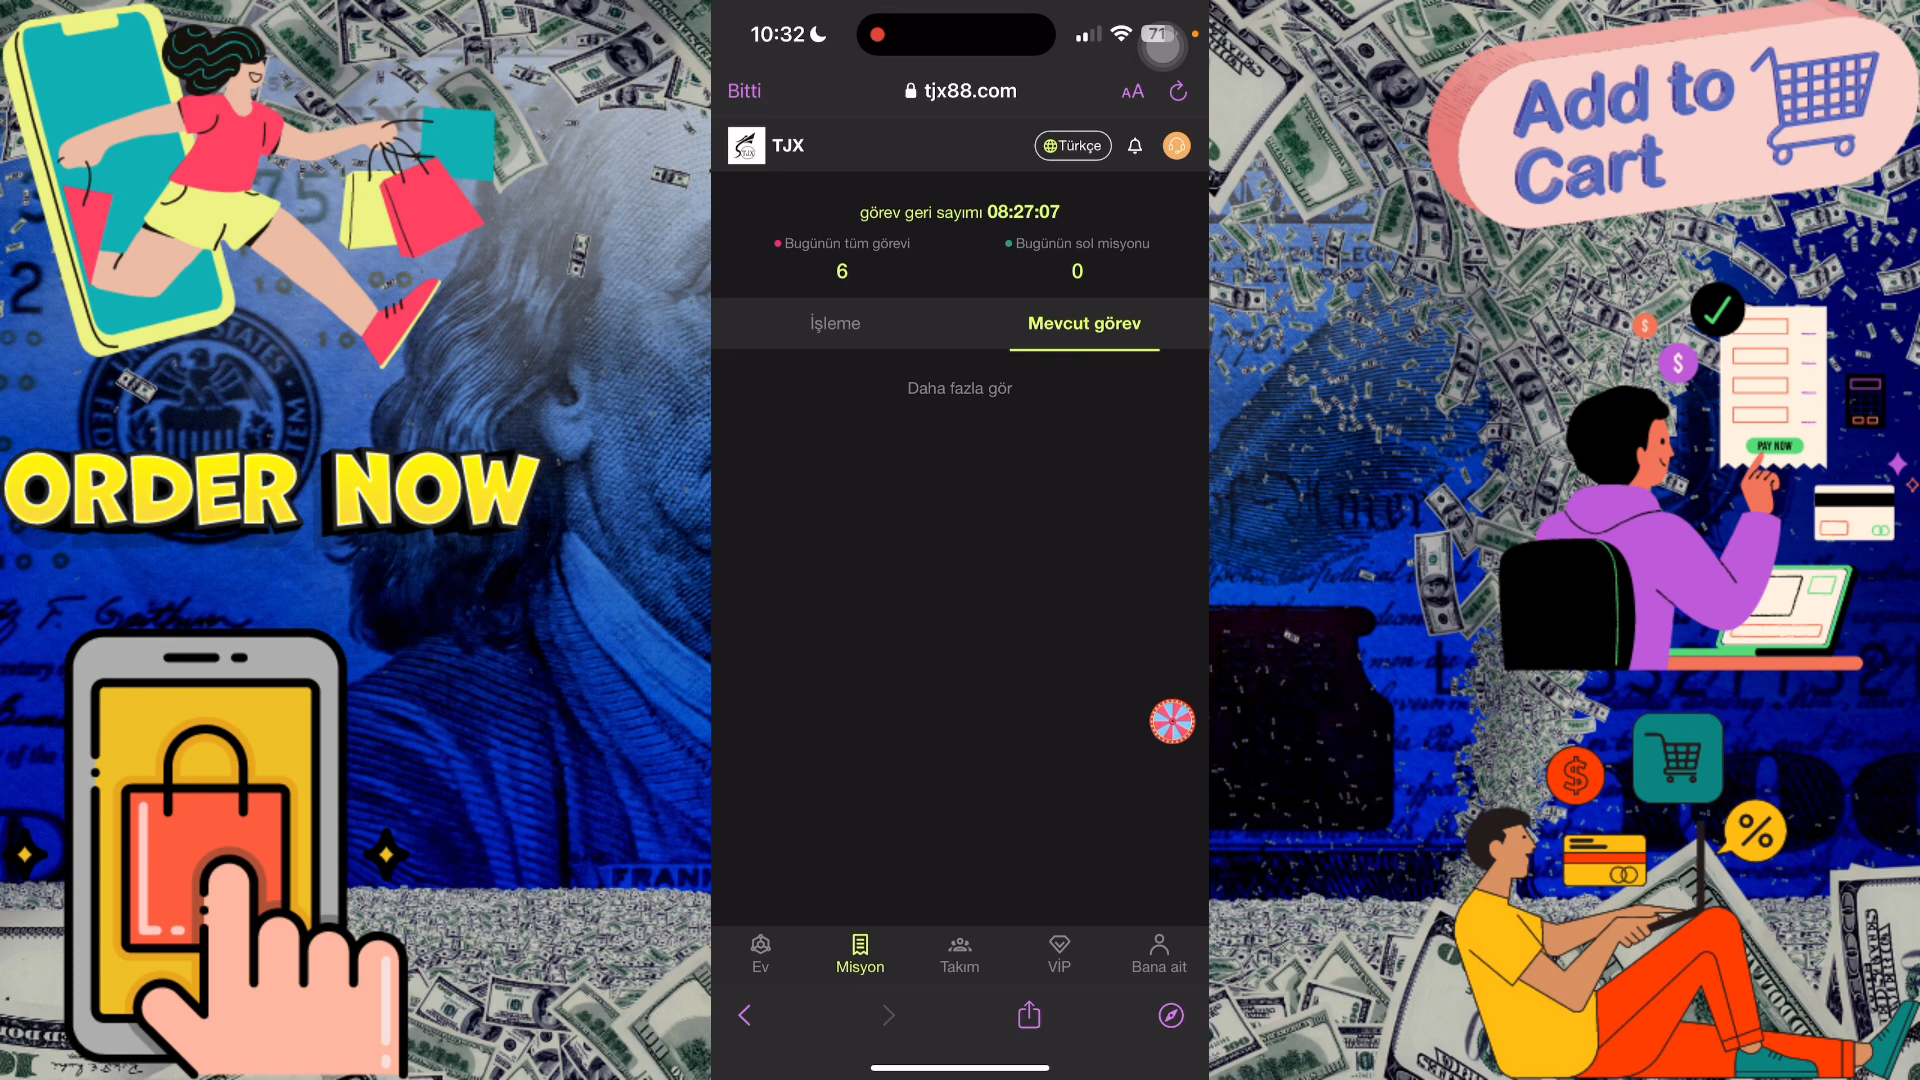 10:32
71
Bitti
tjx88.com
AA
TJX
TJX
Türkçe
görev geri sayımı 08:27:07
Bugünün tüm görevi
Bugünün sol misyonu
6
0
İşleme
Mevcut görev
Daha fazla gör
Ev
Misyon
Takım
VİP
Bana ait
ORDER NOW
Add to
Cart
$
$
PAY NOW
$
%